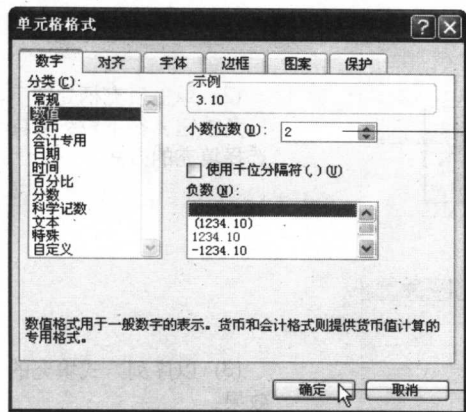 单元格格式
数字 对齐 字体 边框 图案 保护
分类(C):
常规
数值
货币
会计专用
日期
时间
百分比
分数
科学记数
文本
特殊
自定义
示例
3.10
小数位数(D): 2
使用千位分隔符(,)(U)
负数(N):
(1234.10)
1234.10
-1234.10
数值格式用于一般数字的表示。货币和会计格式则提供货币值计算的
专用格式。
确定 取消